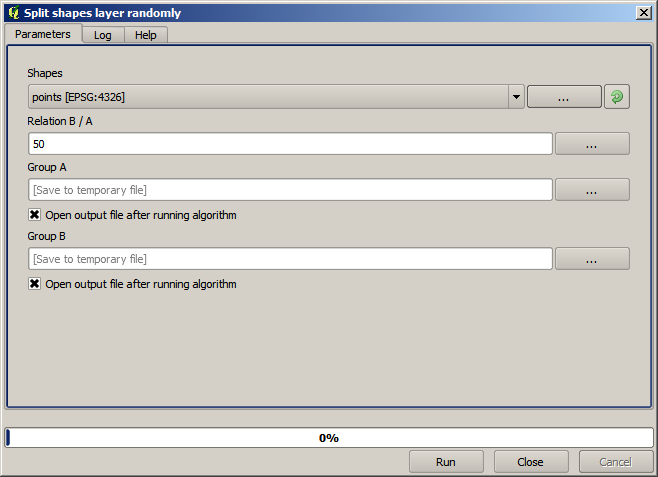 Split shapes layer randomly
Parameters Log Help
Shapes
points [EPSG:4326] ...
Relation B / A
50 ...
Group A
[Save to temporary file] ...
Open output file after running algorithm
Group B
[Save to temporary file] ...
Open output file after running algorithm
0%
Run Close Cancel